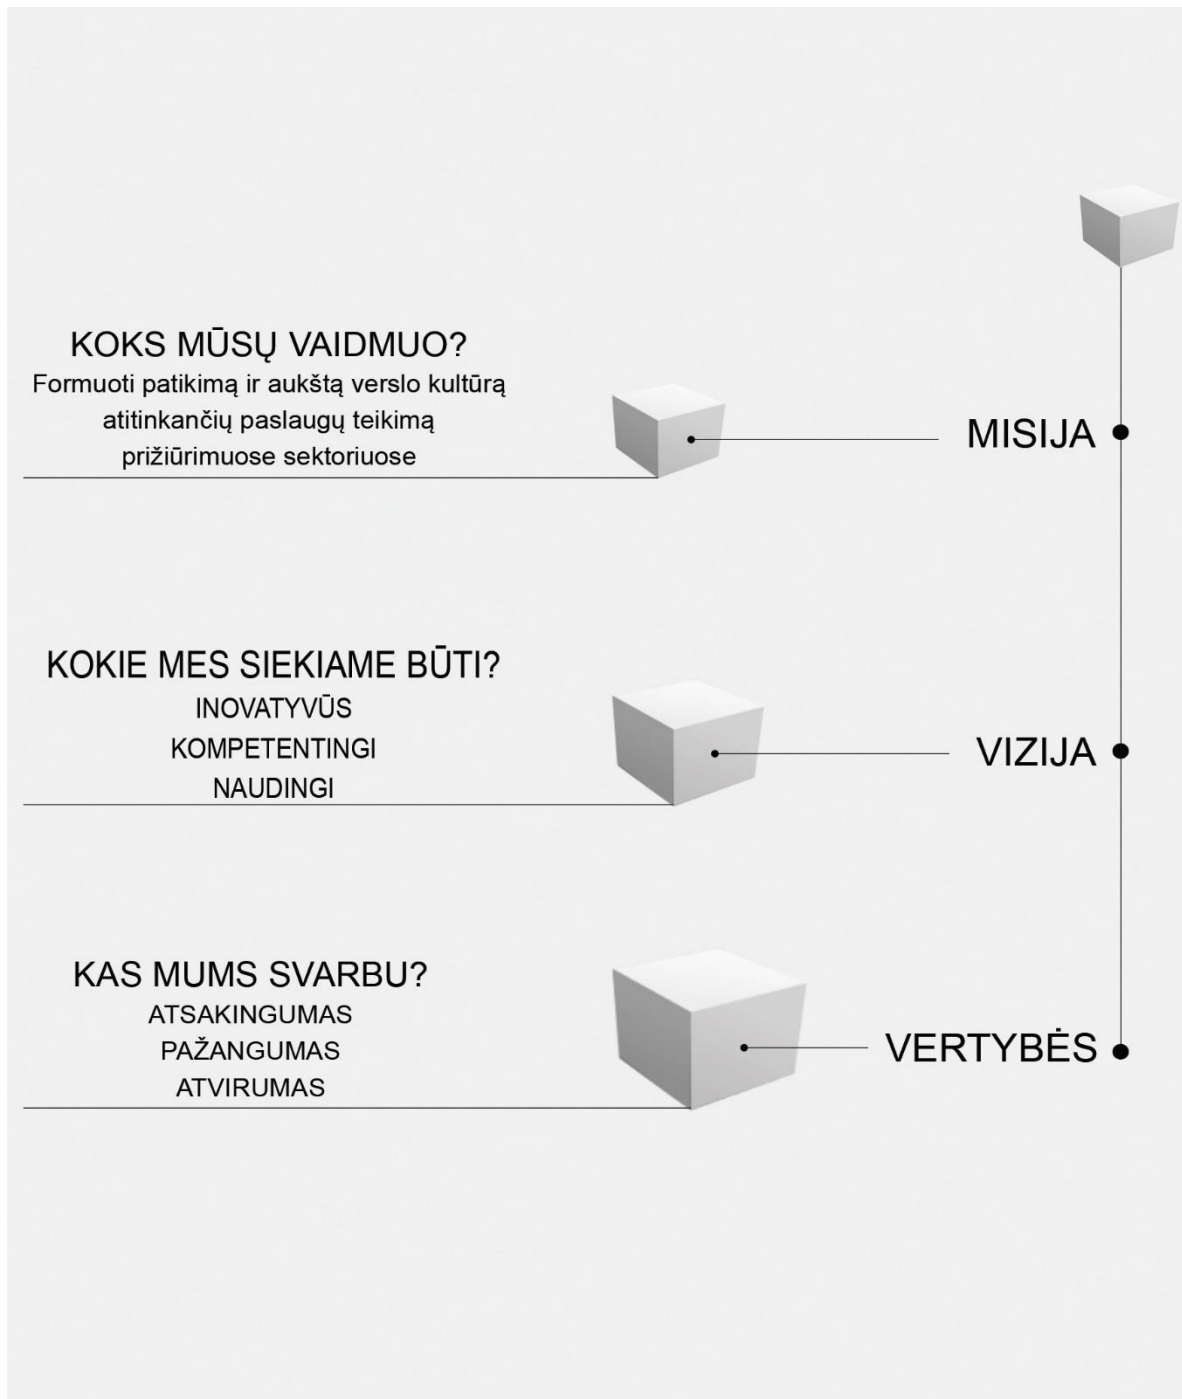 KOKS MŪSŲ VAIDMUO?
Formuoti patikimą ir aukštą verslo kultūrą
atitinkančių paslaugų teikimą
prižiūrimuose sektoriuose
MISIJA
KOKIE MES SIEKIAME BŪTI?
INOVATYVŪS
KOMPETENTINGI
NAUDINGI
VIZIJA
KAS MUMS SVARBU?
ATSAKINGUMAS
PAŽANGUMAS
ATVIRUMAS
VERTYBĖS